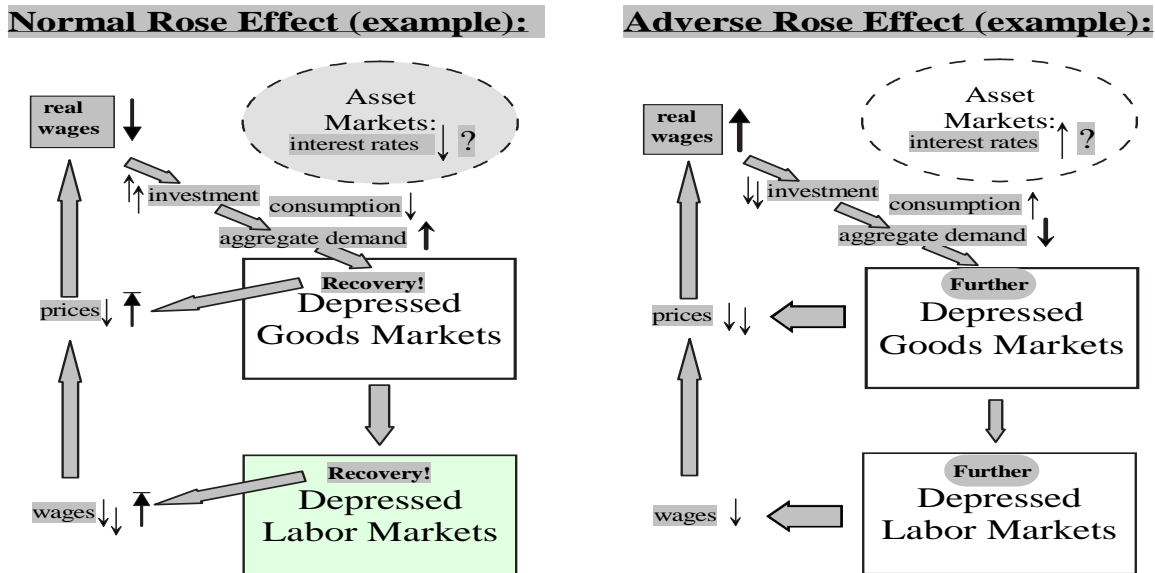 Normal Rose Effect (example):
real
wages
Asset
Markets:
interest rates ?
investment
consumption
aggregate demand
Recovery!
Depressed
Goods Markets
prices
Recovery!
Depressed
Labor Markets
wages
Adverse Rose Effect (example):
real
wages
Asset
Markets:
interest rates ?
investment
consumption
aggregate demand
Further
Depressed
Goods Markets
prices
Further
Depressed
Labor Markets
wages